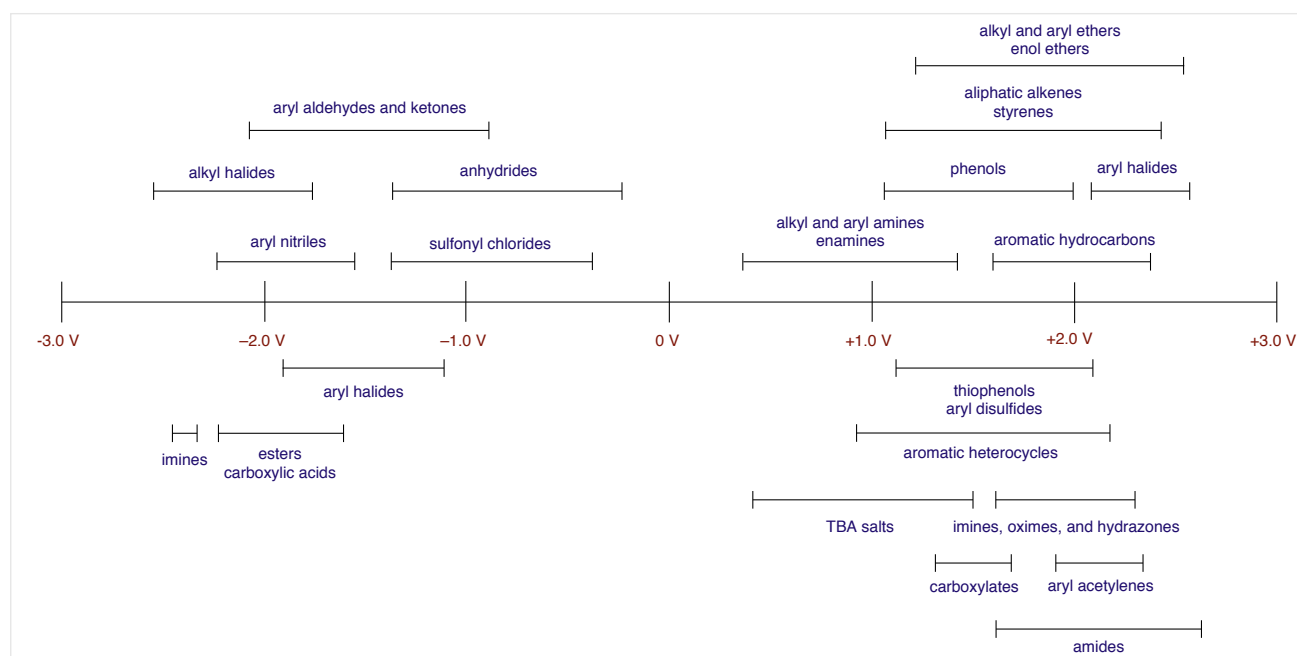 alkyl and aryl ethers
enol ethers
aryl aldehydes and ketones
aliphatic alkenes
styrenes
alkyl halides
anhydrides
phenols
aryl halides
alkyl and aryl amines
enamines
aryl nitriles
sulfonyl chlorides
aromatic hydrocarbons
-3.0 V
–2.0 V
–1.0 V
0 V
+1.0 V
+2.0 V
+3.0 V
aryl halides
thiophenols
aryl disulfides
imines
esters
carboxylic acids
aromatic heterocycles
TBA salts
imines, oximes, and hydrazones
carboxylates
aryl acetylenes
amides